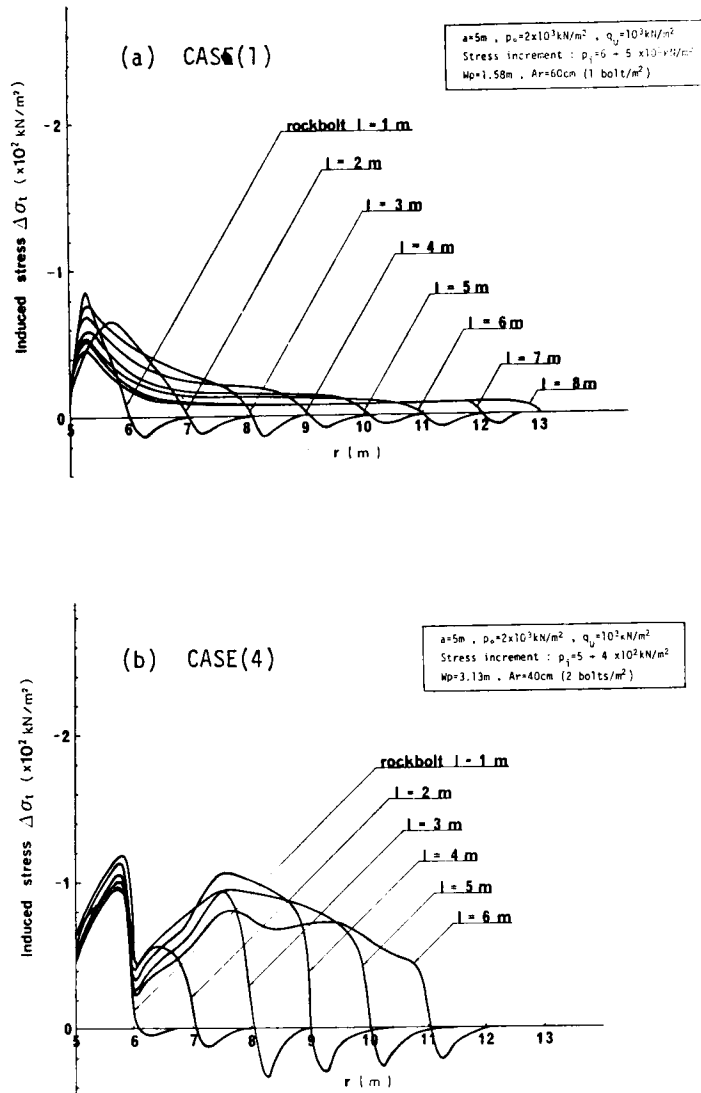 (a) CASE(1)
a=5m , p₀=2x10³kN/m² , qᵤ=10³kN/m²
Stress increment : pᵢ=6 → 5 x10²kN/m²
Wp=1.58m , Ar=60cm (1 bolt/m²)
Induced stress Δσt (x10² kN/m²)
-2
-1
0
rockbolt l = 1 m
l = 2 m
l = 3 m
l = 4 m
l = 5 m
l = 6 m
l = 7 m
l = 8 m
5 6 7 8 9 10 11 12 13
r (m)
(b) CASE(4)
a=5m , p₀=2x10³kN/m² , qᵤ=10³kN/m²
Stress increment : pᵢ=5 → 4 x10²kN/m²
Wp=3.13m , Ar=40cm (2 bolts/m²)
Induced stress Δσt (x10² kN/m²)
-2
-1
0
rockbolt l - 1 m
l = 2 m
l = 3 m
l = 4 m
l = 5 m
l = 6 m
5 6 7 8 9 10 11 12 13
r (m)